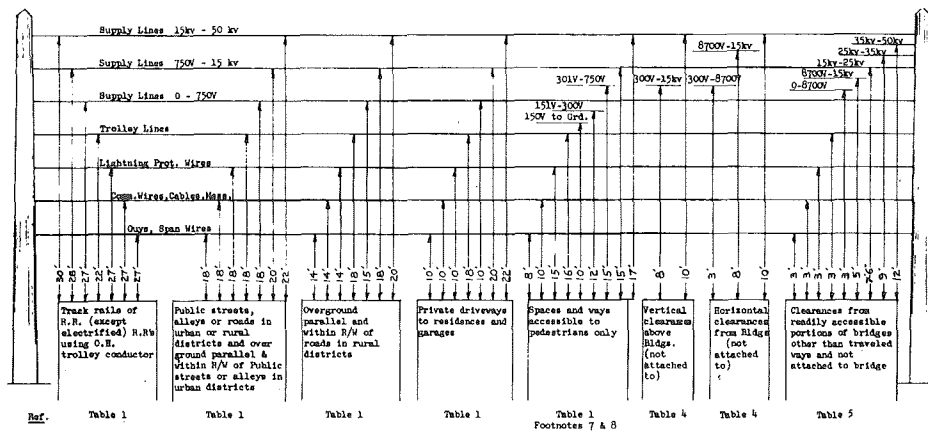 Supply Lines 15kv - 50 kv
35kv-50kv
8700V-15kv
25kv-35kv
Supply Lines 750V - 15 kv
15kv-25kv
8700V-15kv
301V-750V
300V-15kv
300V-8700V
0-8700V
Supply Lines 0 - 750V
151V-300V
150V to Grd.
Trolley Lines
Lightning Prot. Wires
Wires, Cables, Mess.
Guys, Span Wires
30' 28' 27' 22' 27' 27' 27'
18' 18' 18' 18' 18' 20' 22'
14' 14' 14' 18' 15' 18' 20'
10' 10' 10' 18' 10' 20' 22'
8' 10' 15' 16' 10' 12' 15' 15' 17'
8' 10'
3' 8' 10'
3' 3' 3' 3' 3' 5' 7'6" 9' 12'
Track rails of
R.R. (except
electrified) R.R's
using O.H.
trolley conductor
Public streets,
alleys or roads in
urban or rural
districts and over
ground parallel &
within R/W of Public
streets or alleys in
urban districts
Overground
parallel and
within R/W of
roads in rural
districts
Private driveways
to residences and
garage
Spaces and ways
accessible to
pedestrians only
Vertical
clearances
above
Bldgs.
(not
attached
to)
Horizontal
clearances
from Bldgs
(not
attached
to)
Clearances from
readily accessible
portions of bridges
other than traveled
ways and not
attached to bridge
Ref.
Table 1
Table 1
Table 1
Table 1
Table 1
Footnotes 7 & 8
Table 4
Table 4
Table 5